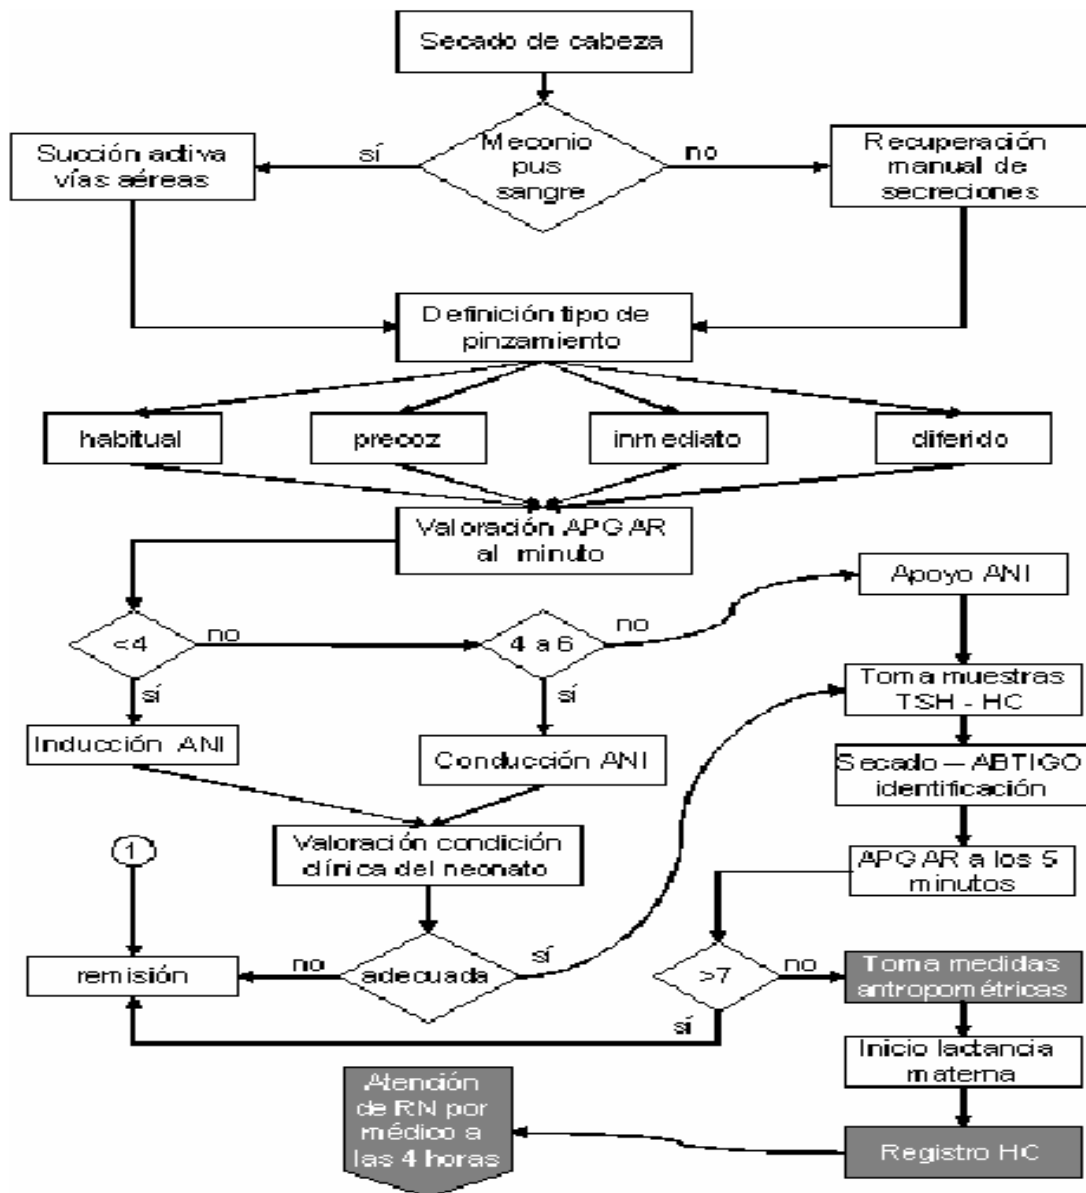 Secado de cabeza
Meconio
pus
sangre
sí
no
Succión activa
vías aéreas
Recuperación
manual de
secreciones
Definición tipo de
pinzamiento
habitual
precoz
inmediato
diferido
Valoración APGAR
al minuto
<4
no
4 a 6
no
Apoyo ANI
sí
sí
Toma muestras
TSH - HC
Inducción ANI
Conducción ANI
Secado – ABTIGO
identificación
Valoración condición
clínica del neonato
1
APGAR a los 5
minutos
remisión
no
adecuada
sí
>7
no
Toma medidas
antropométricas
sí
Inicio lactancia
materna
Atención
de RN por
médico a
las 4 horas
Registro HC